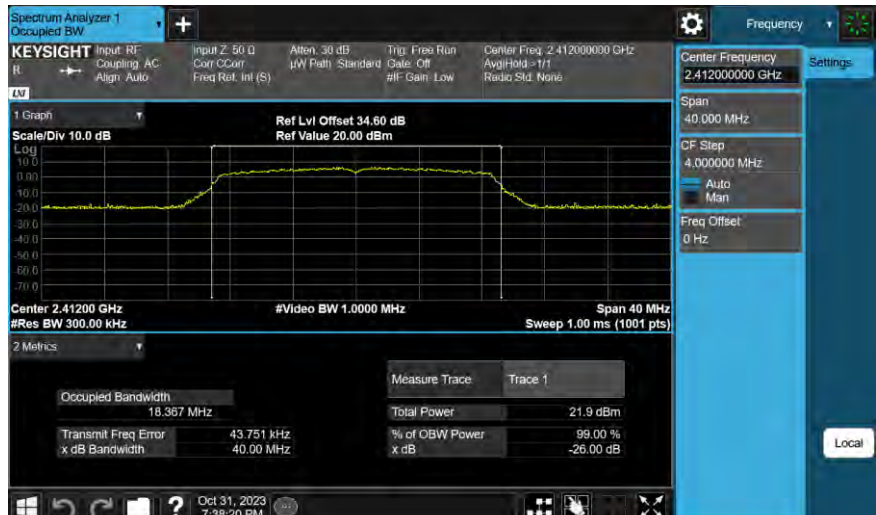 Spectrum Analyzer 1
Occupied BW
+
Frequency
KEYSIGHT Input: RF Input Z: 50 Ω Atten: 30 dB Trig: Free Run Center Freq: 2.412000000 GHz
R Coupling: AC Corr CCorr µW Path: Standard Gate: Off Avg|Hold:>1/1
Align: Auto Freq Ref: Int (S) #IF Gain: Low Radio Std: None
LXI
Center Frequency
2.412000000 GHz
Settings
Span
40.000 MHz
CF Step
4.000000 MHz
Auto
Man
Freq Offset
0 Hz
Local
1 Graph
Ref Lvl Offset 34.60 dB
Scale/Div 10.0 dB Ref Value 20.00 dBm
Log
10.0
0.00
-10.0
-20.0
-30.0
-40.0
-50.0
-60.0
-70.0
Center 2.41200 GHz #Video BW 1.0000 MHz Span 40 MHz
#Res BW 300.00 kHz Sweep 1.00 ms (1001 pts)
2 Metrics
Measure Trace Trace 1
Occupied Bandwidth
18.367 MHz Total Power 21.9 dBm
Transmit Freq Error 43.751 kHz % of OBW Power 99.00 %
x dB Bandwidth 40.00 MHz x dB -26.00 dB
? Oct 31, 2023
7:38:20 PM